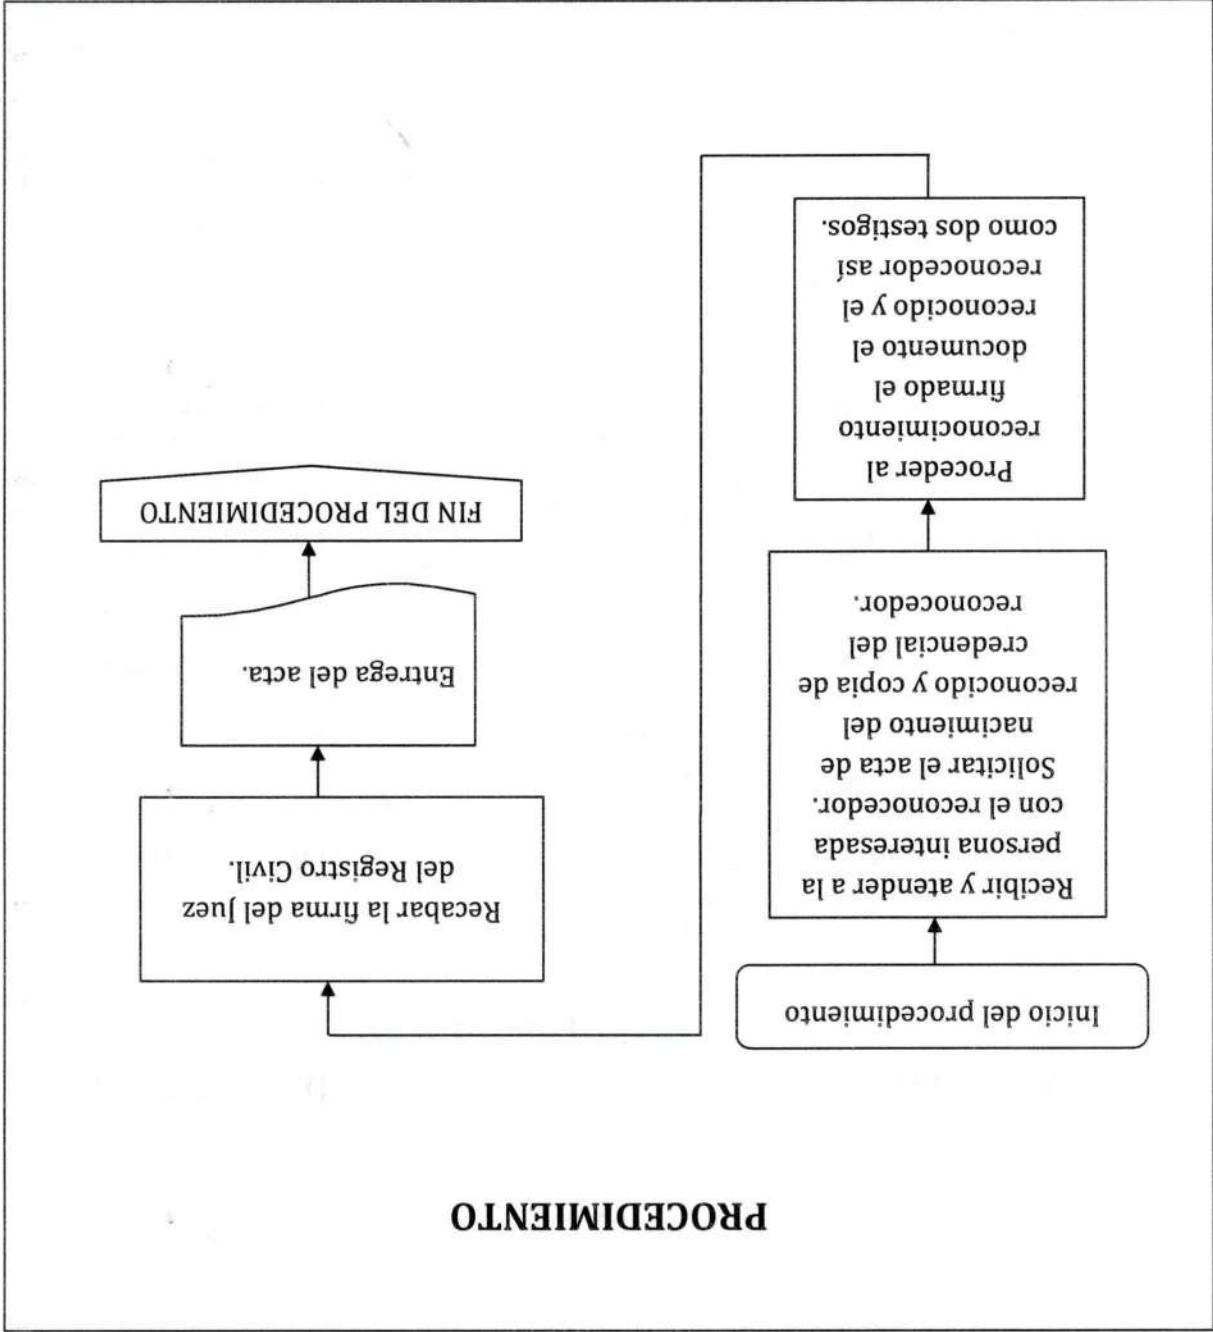 PROCEDIMIENTO
Inicio del procedimiento
Recibir y atender a la
persona interesada
con el reconocedor.
Solicitar el acta de
nacimiento del
reconocido y copia de
credencial del
reconocedor.
Proceder al
reconocimiento
firmado el
documento el
reconocido y el
reconocedor así
como dos testigos.
Recabar la firma del Juez
del Registro Civil.
Entrega del acta.
FIN DEL PROCEDIMIENTO